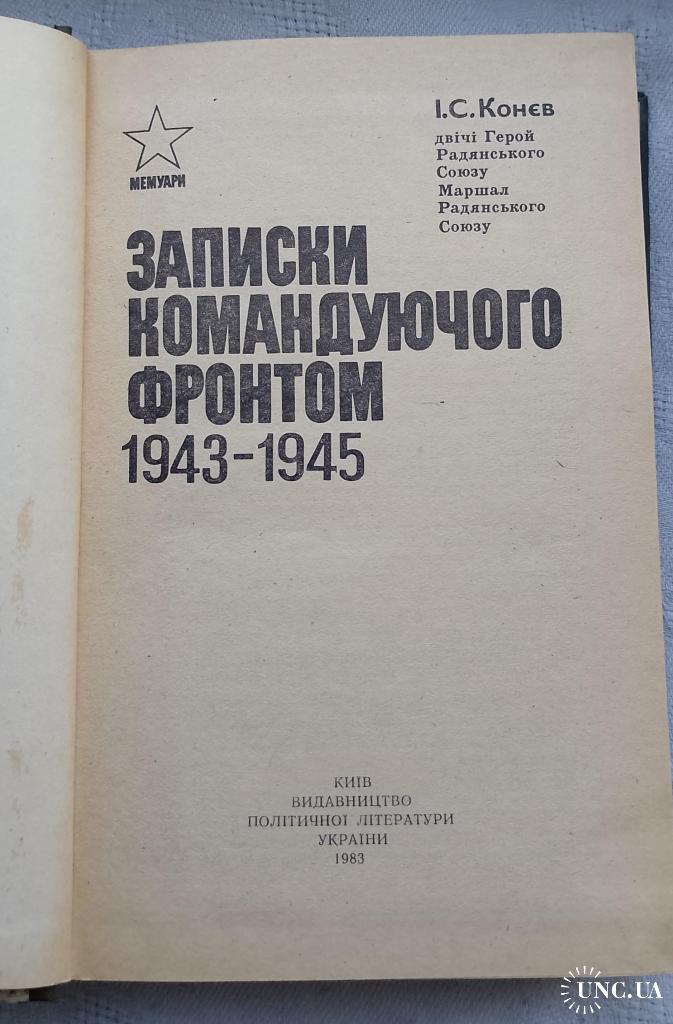 І.С.Конєв
двічі Герой
Радянського
Союзу
Маршал
Радянського
Союзу
МЕМУАРИ
ЗАПИСКИ
КОМАНДУЮЧОГО
ФРОНТОМ
1943-1945
КИЇВ
ВИДАВНИЦТВО
ПОЛІТИЧНОЇ ЛІТЕРАТУРИ
УКРАЇНИ
1983
UNC.UA